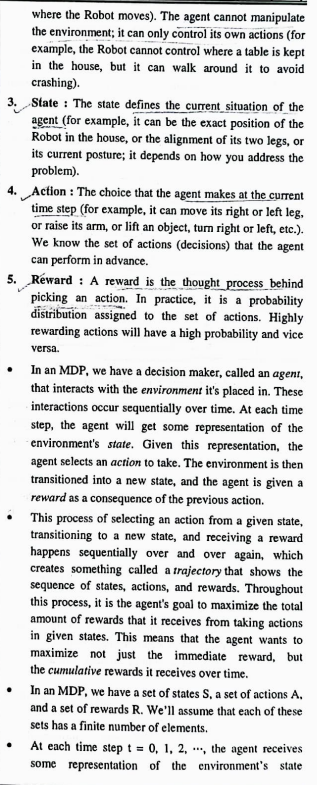 where the Robot moves). The agent cannot manipulate
the environment; it can only control its own actions (for
example, the Robot cannot control where a table is kept
in the house, but it can walk around it to avoid
crashing).
3. State : The state defines the current situation of the
agent (for example, it can be the exact position of the
Robot in the house, or the alignment of its two legs, or
its current posture; it depends on how you address the
problem).
4. Action : The choice that the agent makes at the current
time step (for example, it can move its right or left leg,
or raise its arm, or lift an object, turn right or left, etc.).
We know the set of actions (decisions) that the agent
can perform in advance.
5. Reward : A reward is the thought process behind
picking an action. In practice, it is a probability
distribution assigned to the set of actions. Highly
rewarding actions will have a high probability and vice
versa.
• In an MDP, we have a decision maker, called an agent,
that interacts with the environment it's placed in. These
interactions occur sequentially over time. At each time
step, the agent will get some representation of the
environment's state. Given this representation, the
agent selects an action to take. The environment is then
transitioned into a new state, and the agent is given a
reward as a consequence of the previous action.
• This process of selecting an action from a given state,
transitioning to a new state, and receiving a reward
happens sequentially over and over again, which
creates something called a trajectory that shows the
sequence of states, actions, and rewards. Throughout
this process, it is the agent's goal to maximize the total
amount of rewards that it receives from taking actions
in given states. This means that the agent wants to
maximize not just the immediate reward, but
the cumulative rewards it receives over time.
• In an MDP, we have a set of states S, a set of actions A,
and a set of rewards R. We'll assume that each of these
sets has a finite number of elements.
• At each time step t = 0, 1, 2, ···, the agent receives
some representation of the environment's state